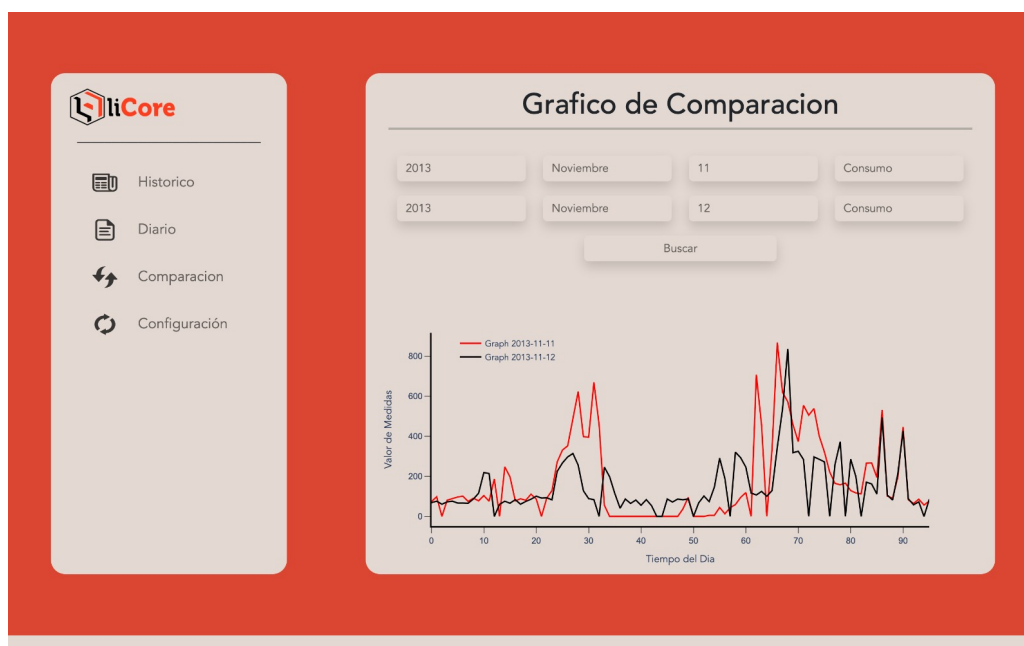 liCore
Historico
Diario
Comparacion
Configuración
Grafico de Comparacion
2013 Noviembre 11 Consumo
2013 Noviembre 12 Consumo
Buscar
Graph 2013-11-11
Graph 2013-11-12
Valor de Medidas
800
600
400
200
0
0 10 20 30 40 50 60 70 80 90
Tiempo del Dia